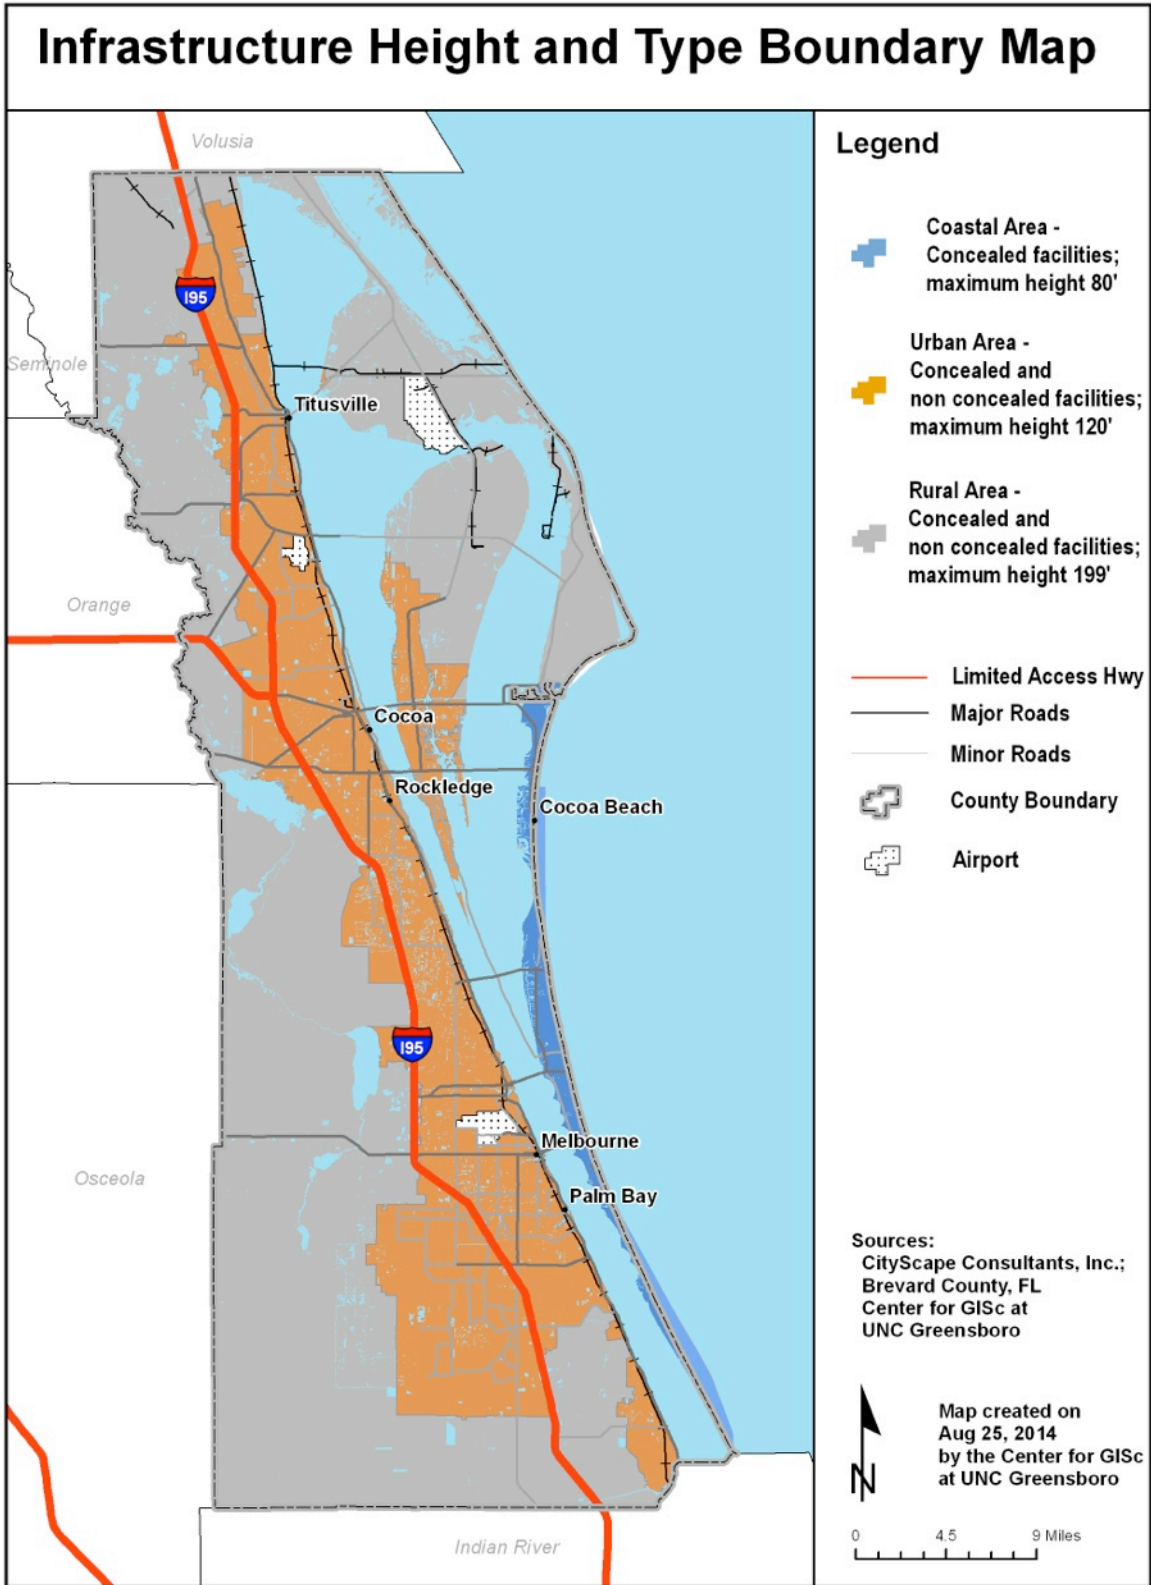 Infrastructure Height and Type Boundary Map
Volusia
I95
Seminole
Titusville
Orange
Cocoa
Rockledge
Cocoa Beach
I95
Melbourne
Osceola
Palm Bay
Indian River
Legend
Coastal Area -
Concealed facilities;
maximum height 80'
Urban Area -
Concealed and
non concealed facilities;
maximum height 120'
Rural Area -
Concealed and
non concealed facilities;
maximum height 199'
Limited Access Hwy
Major Roads
Minor Roads
County Boundary
Airport
Sources:
CityScape Consultants, Inc.;
Brevard County, FL
Center for GISc at
UNC Greensboro
N
Map created on
Aug 25, 2014
by the Center for GISc
at UNC Greensboro
0 4.5 9 Miles